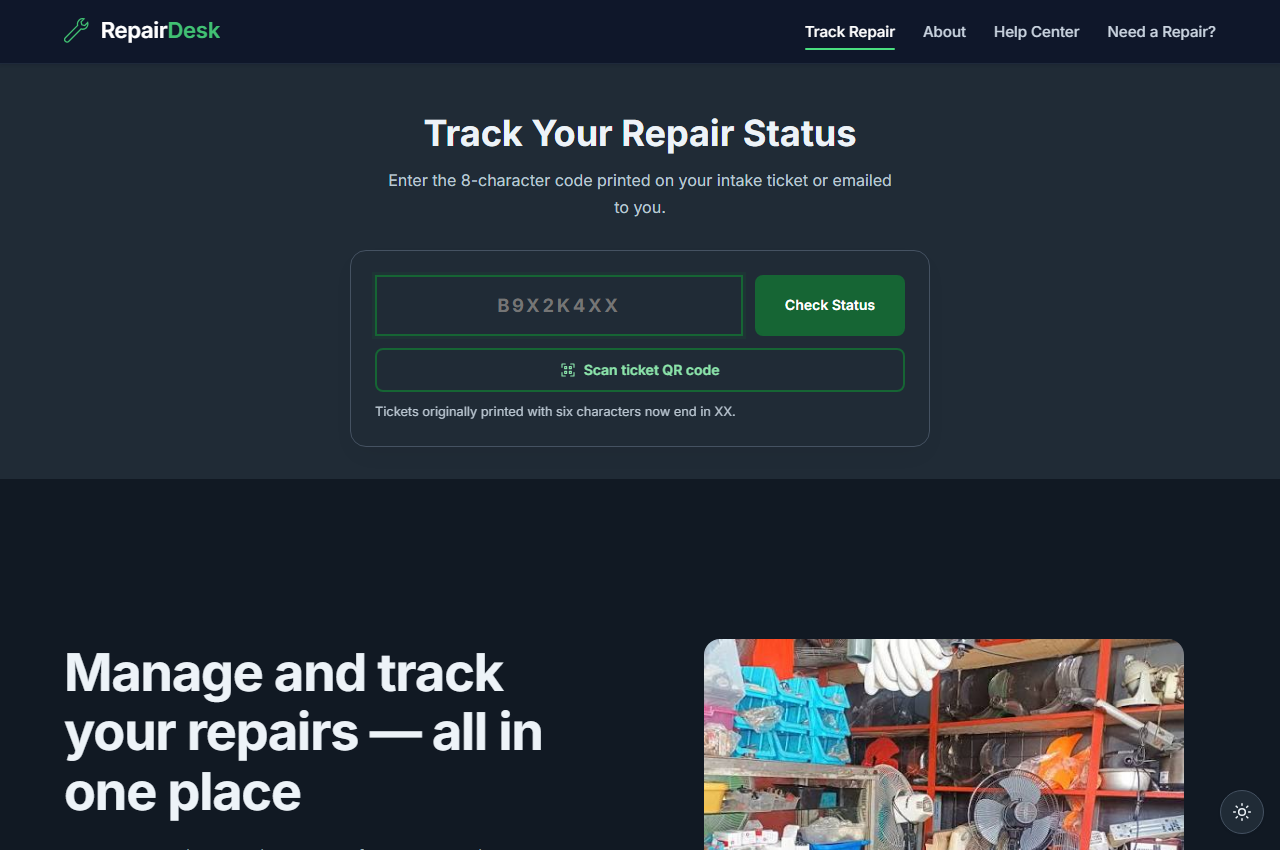 RepairDesk
Track Repair
About
Help Center
Need a Repair?
Track Your Repair Status
Enter the 8-character code printed on your intake ticket or emailed
to you.
B9X2K4XX
Check Status
Scan ticket QR code
Tickets originally printed with six characters now end in XX.
Manage and track
your repairs — all in
one place